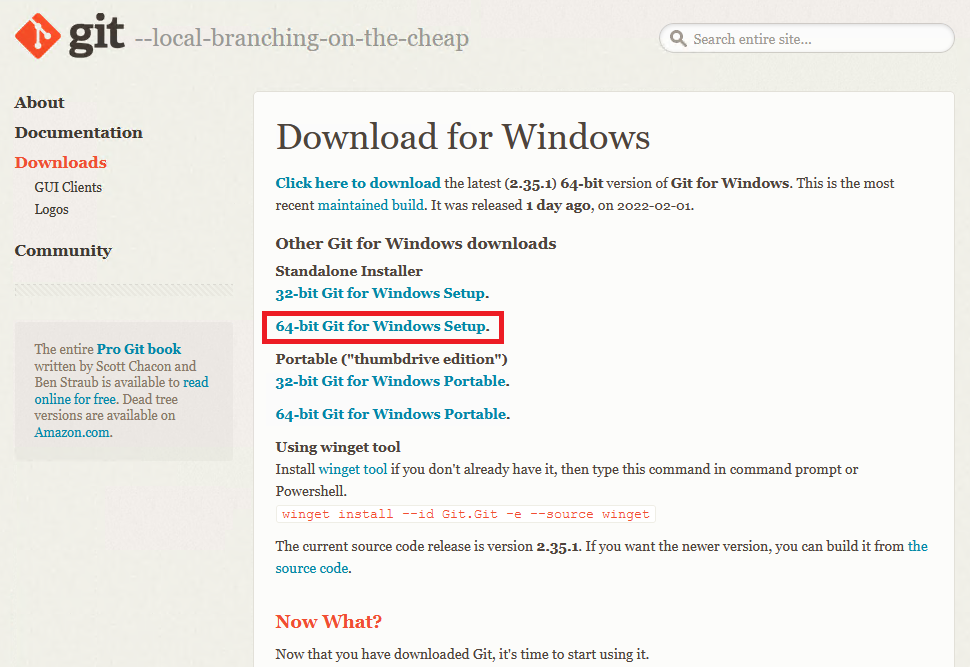 git --local-branching-on-the-cheap
Search entire site...
About
Documentation
Downloads
GUI Clients
Logos
Community
The entire Pro Git book
written by Scott Chacon and
Ben Straub is available to read
online for free. Dead tree
versions are available on
Amazon.com.
Download for Windows
Click here to download the latest (2.35.1) 64-bit version of Git for Windows. This is the most
recent maintained build. It was released 1 day ago, on 2022-02-01.
Other Git for Windows downloads
Standalone Installer
32-bit Git for Windows Setup.
64-bit Git for Windows Setup.
Portable ("thumbdrive edition")
32-bit Git for Windows Portable.
64-bit Git for Windows Portable.
Using winget tool
Install winget tool if you don't already have it, then type this command in command prompt or
Powershell.
winget install --id Git.Git -e --source winget
The current source code release is version 2.35.1. If you want the newer version, you can build it from the
source code.
Now What?
Now that you have downloaded Git, it's time to start using it.